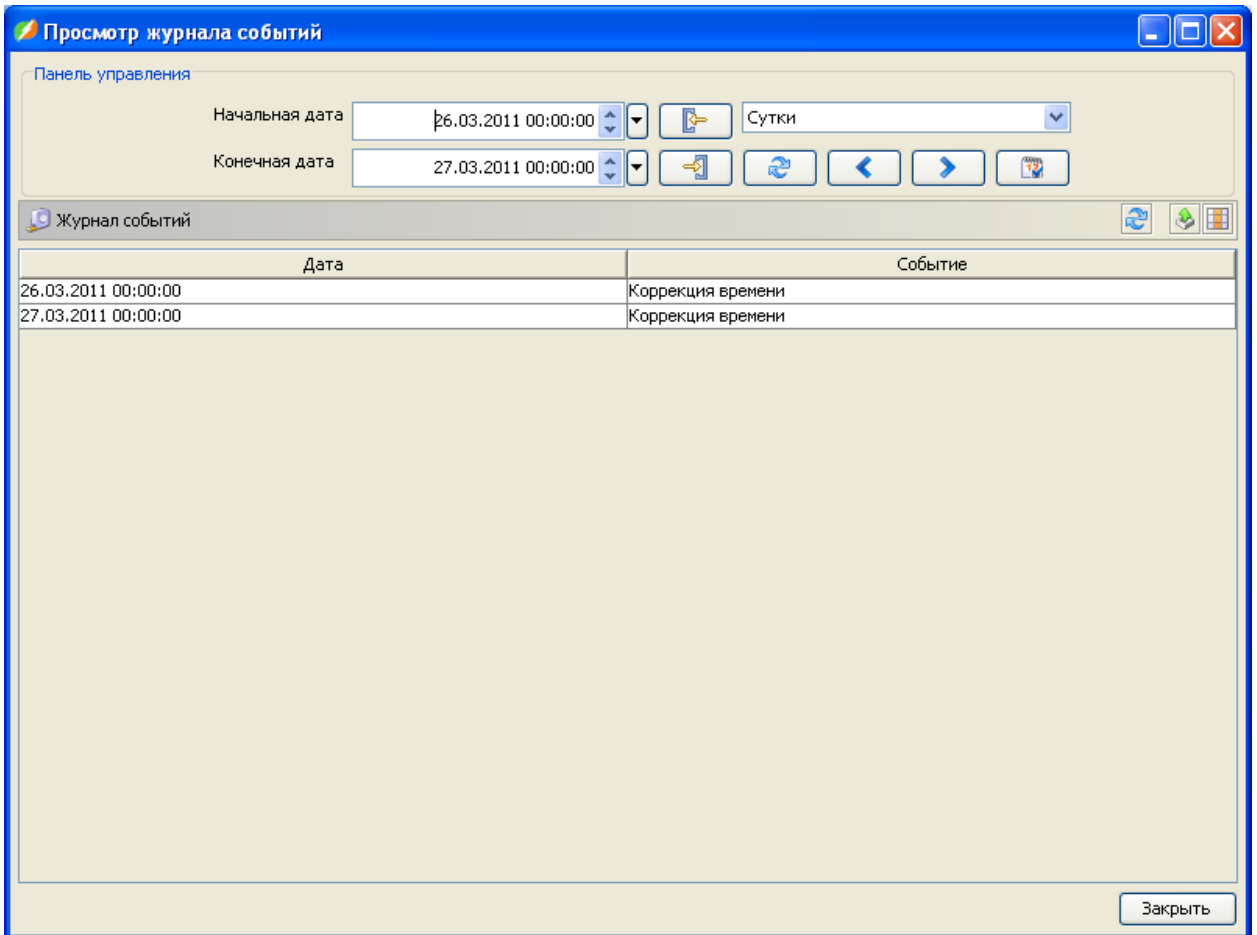 Просмотр журнала событий
Панель управления
Начальная дата 26.03.2011 00:00:00 Сутки
Конечная дата 27.03.2011 00:00:00
Журнал событий
Дата Событие
26.03.2011 00:00:00 Коррекция времени
27.03.2011 00:00:00 Коррекция времени
Закрыть